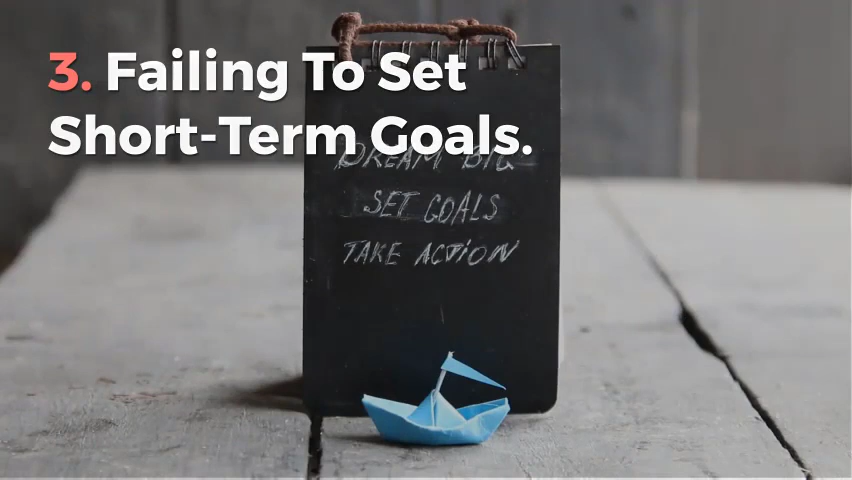 3. Failing To Set
Short-Term Goals.
DREAM BIG
SET GOALS
TAKE ACTION